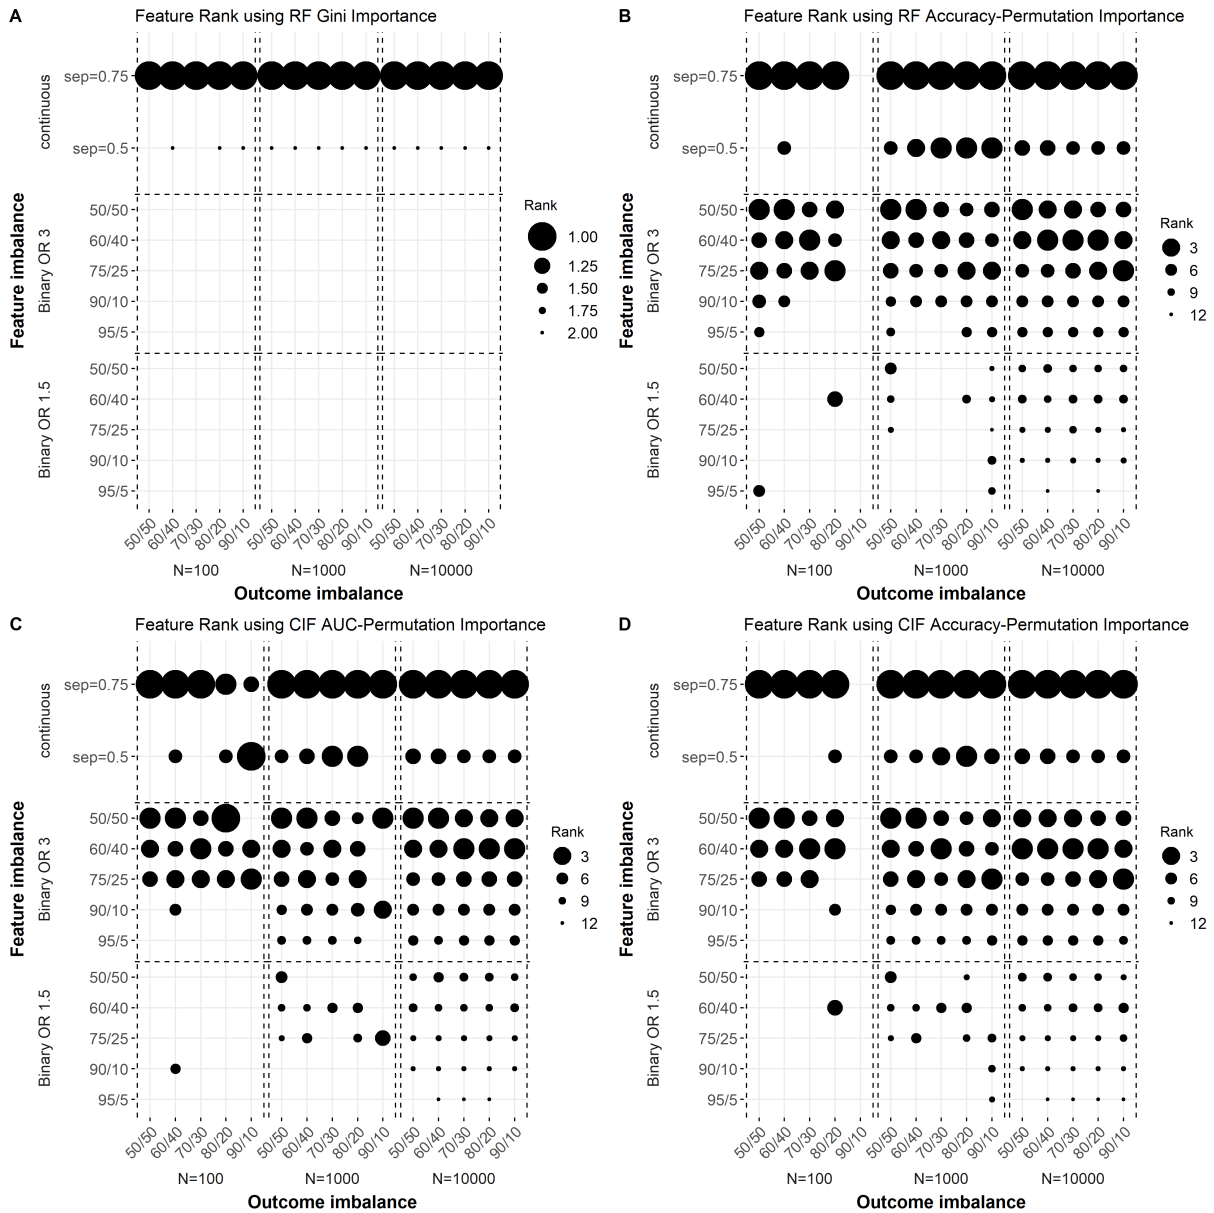 A
Feature Rank using RF Gini Importance
Feature imbalance
continuous
Binary OR 3
Binary OR 1.5
sep=0.75
sep=0.5
50/50
60/40
75/25
90/10
95/5
50/50
60/40
75/25
90/10
95/5
50/50 60/40 70/30 80/20 90/10 50/50 60/40 70/30 80/20 90/10 50/50 60/40 70/30 80/20 90/10
N=100 N=1000 N=10000
Outcome imbalance
Rank
1.00
1.25
1.50
1.75
2.00
B
Feature Rank using RF Accuracy-Permutation Importance
Feature imbalance
continuous
Binary OR 3
Binary OR 1.5
sep=0.75
sep=0.5
50/50
60/40
75/25
90/10
95/5
50/50
60/40
75/25
90/10
95/5
50/50 60/40 70/30 80/20 90/10 50/50 60/40 70/30 80/20 90/10 50/50 60/40 70/30 80/20 90/10
N=100 N=1000 N=10000
Outcome imbalance
Rank
3
6
9
12
C
Feature Rank using CIF AUC-Permutation Importance
Feature imbalance
continuous
Binary OR 3
Binary OR 1.5
sep=0.75
sep=0.5
50/50
60/40
75/25
90/10
95/5
50/50
60/40
75/25
90/10
95/5
50/50 60/40 70/30 80/20 90/10 50/50 60/40 70/30 80/20 90/10 50/50 60/40 70/30 80/20 90/10
N=100 N=1000 N=10000
Outcome imbalance
Rank
3
6
9
12
D
Feature Rank using CIF Accuracy-Permutation Importance
Feature imbalance
continuous
Binary OR 3
Binary OR 1.5
sep=0.75
sep=0.5
50/50
60/40
75/25
90/10
95/5
50/50
60/40
75/25
90/10
95/5
50/50 60/40 70/30 80/20 90/10 50/50 60/40 70/30 80/20 90/10 50/50 60/40 70/30 80/20 90/10
N=100 N=1000 N=10000
Outcome imbalance
Rank
3
6
9
12